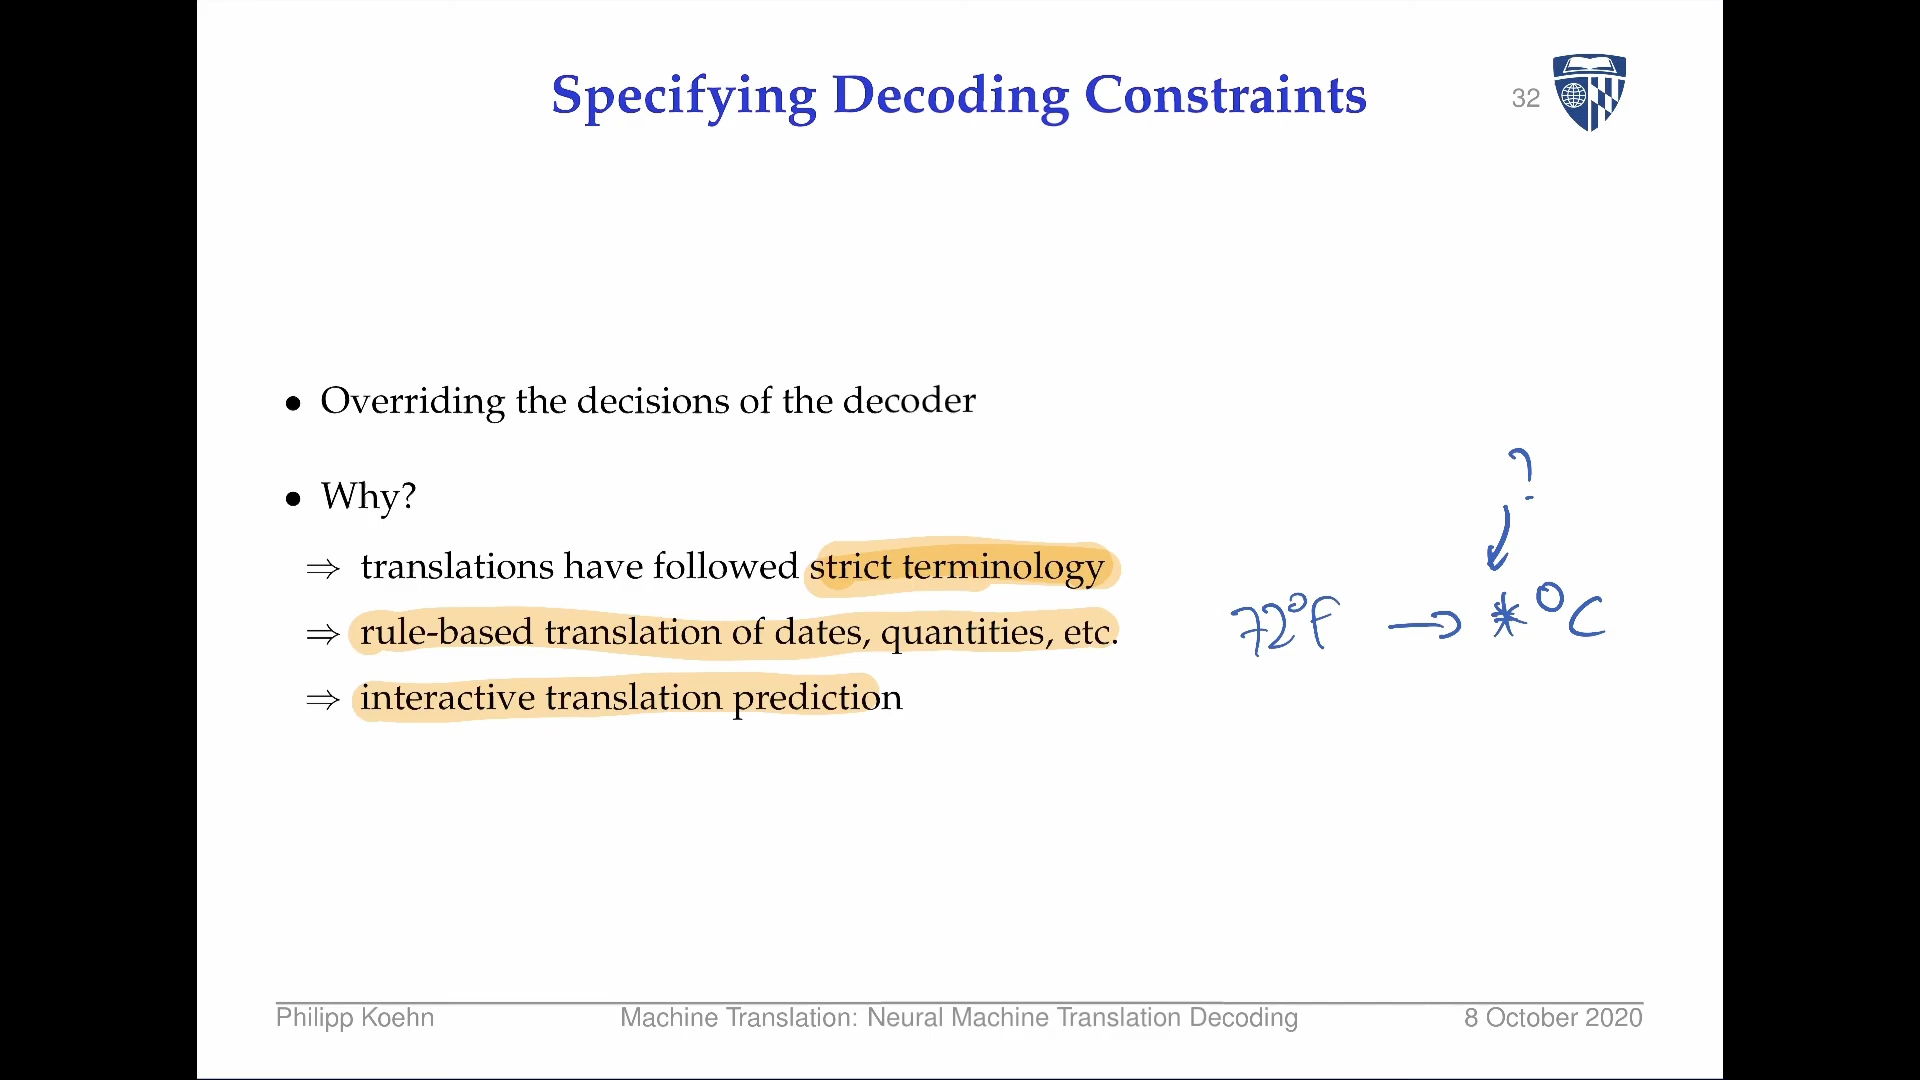 Specifying Decoding Constraints
32
• Overriding the decisions of the decoder
• Why?
⇒ translations have followed strict terminology
⇒ rule-based translation of dates, quantities, etc.
⇒ interactive translation prediction
?
72°F → *°C
Philipp Koehn Machine Translation: Neural Machine Translation Decoding 8 October 2020